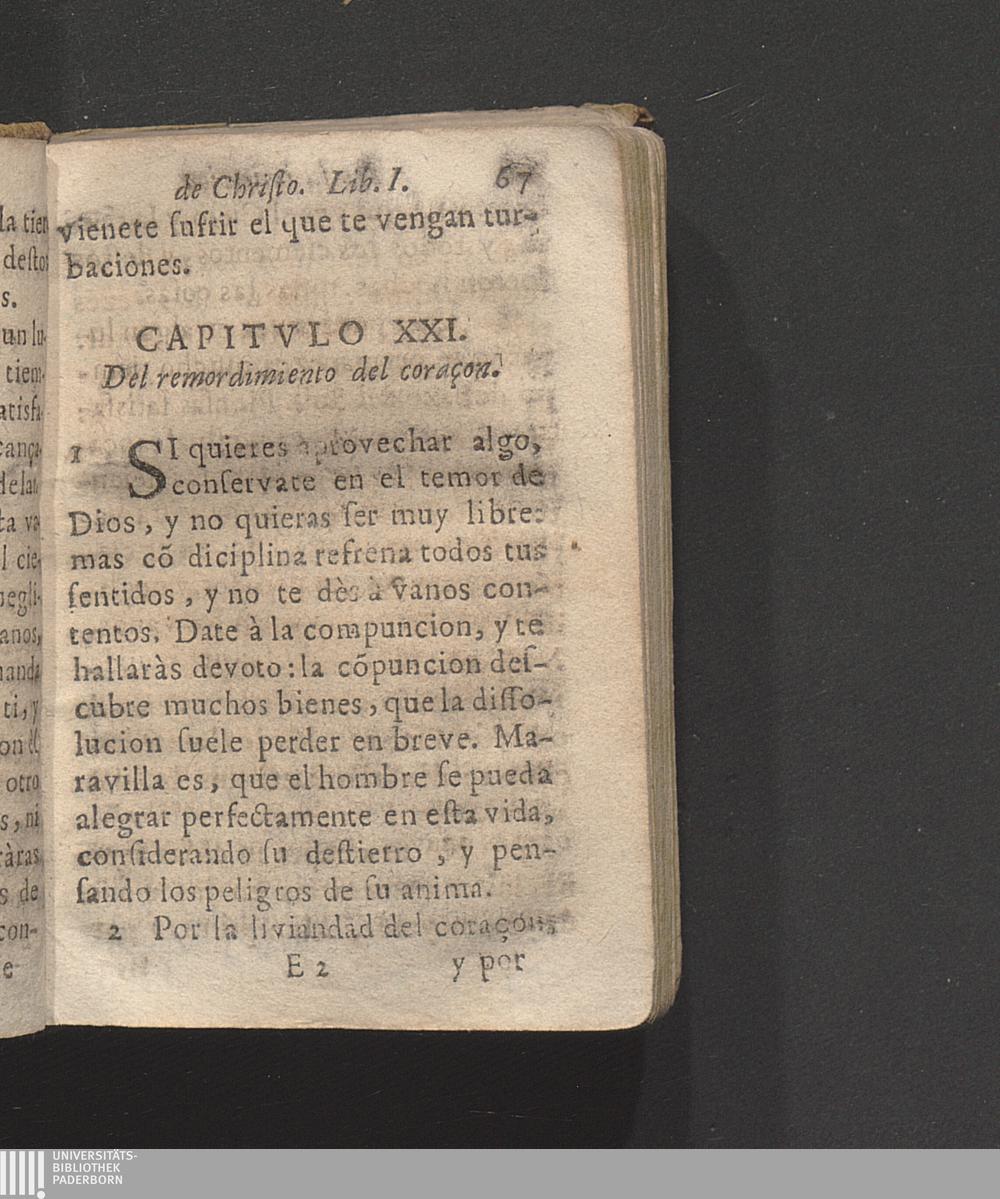 de Chriſto. Lib. I. 67
vienete ſufrir el que te vengan tur-
baciones.
CAPITVLO XXI.
Del remordimiento del coraçon.
1 SI quieres aprovechar algo,
conſervate en el temor de
Dios, y no quieras ſer muy libre:
mas cõ diciplina refrena todos tus
ſentidos, y no te dès à vanos con-
tentos. Date à la compuncion, y te
hallaràs devoto: la cõpuncion deſ-
cubre muchos bienes, que la diſſo-
lucion ſuele perder en breve. Ma-
ravilla es, que el hombre ſe pueda
alegrar perfectamente en eſta vida,
conſiderando ſu deſtierro, y pen-
ſando los peligros de ſu anima.
2 Por la liviandad del coraçon,
E 2 y por
UNIVERSITÄTS-
BIBLIOTHEK
PADERBORN